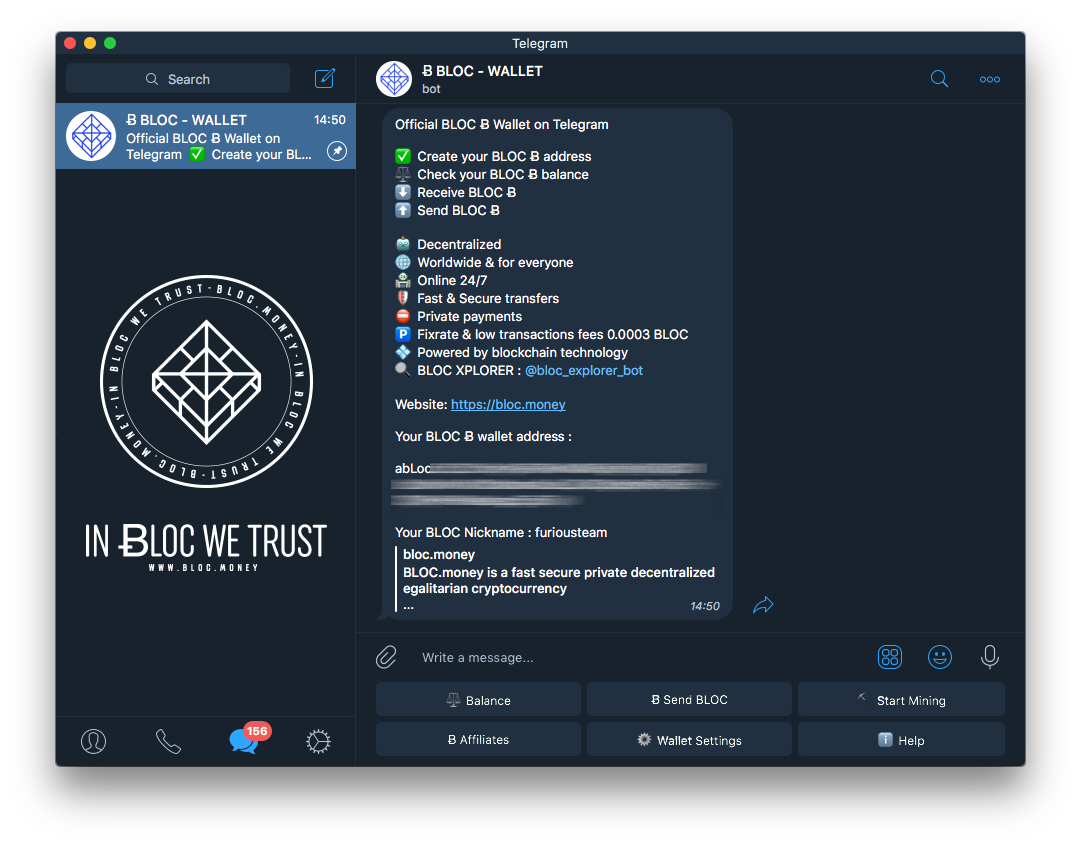 Telegram
Search
Ƀ BLOC - WALLET
14:50
Official BLOC Ƀ Wallet on
Telegram ✅ Create your BL...
IN BLOC WE TRUST-BLOC.MONEY-IN BLOC WE TRUST-BLOC.MONEY-
IN ɃLOC WE TRUST
WWW.BLOC.MONEY
156
Ƀ BLOC - WALLET
bot
Official BLOC Ƀ Wallet on Telegram
✅ Create your BLOC Ƀ address
⚖ Check your BLOC Ƀ balance
⬇ Receive BLOC Ƀ
⬆ Send BLOC Ƀ
🤖 Decentralized
🌐 Worldwide & for everyone
Online 24/7
Fast & Secure transfers
⛔ Private payments
🅿 Fixrate & low transactions fees 0.0003 BLOC
💠 Powered by blockchain technology
🔍 BLOC XPLORER : @bloc_explorer_bot
Website: https://bloc.money
Your BLOC Ƀ wallet address :
abLoc
Your BLOC Nickname : furiousteam
bloc.money
BLOC.money is a fast secure private decentralized
egalitarian cryptocurrency
...
14:50
Write a message...
⚖ Balance
Ƀ Send BLOC
⛏ Start Mining
Ƀ Affiliates
⚙ Wallet Settings
ℹ Help